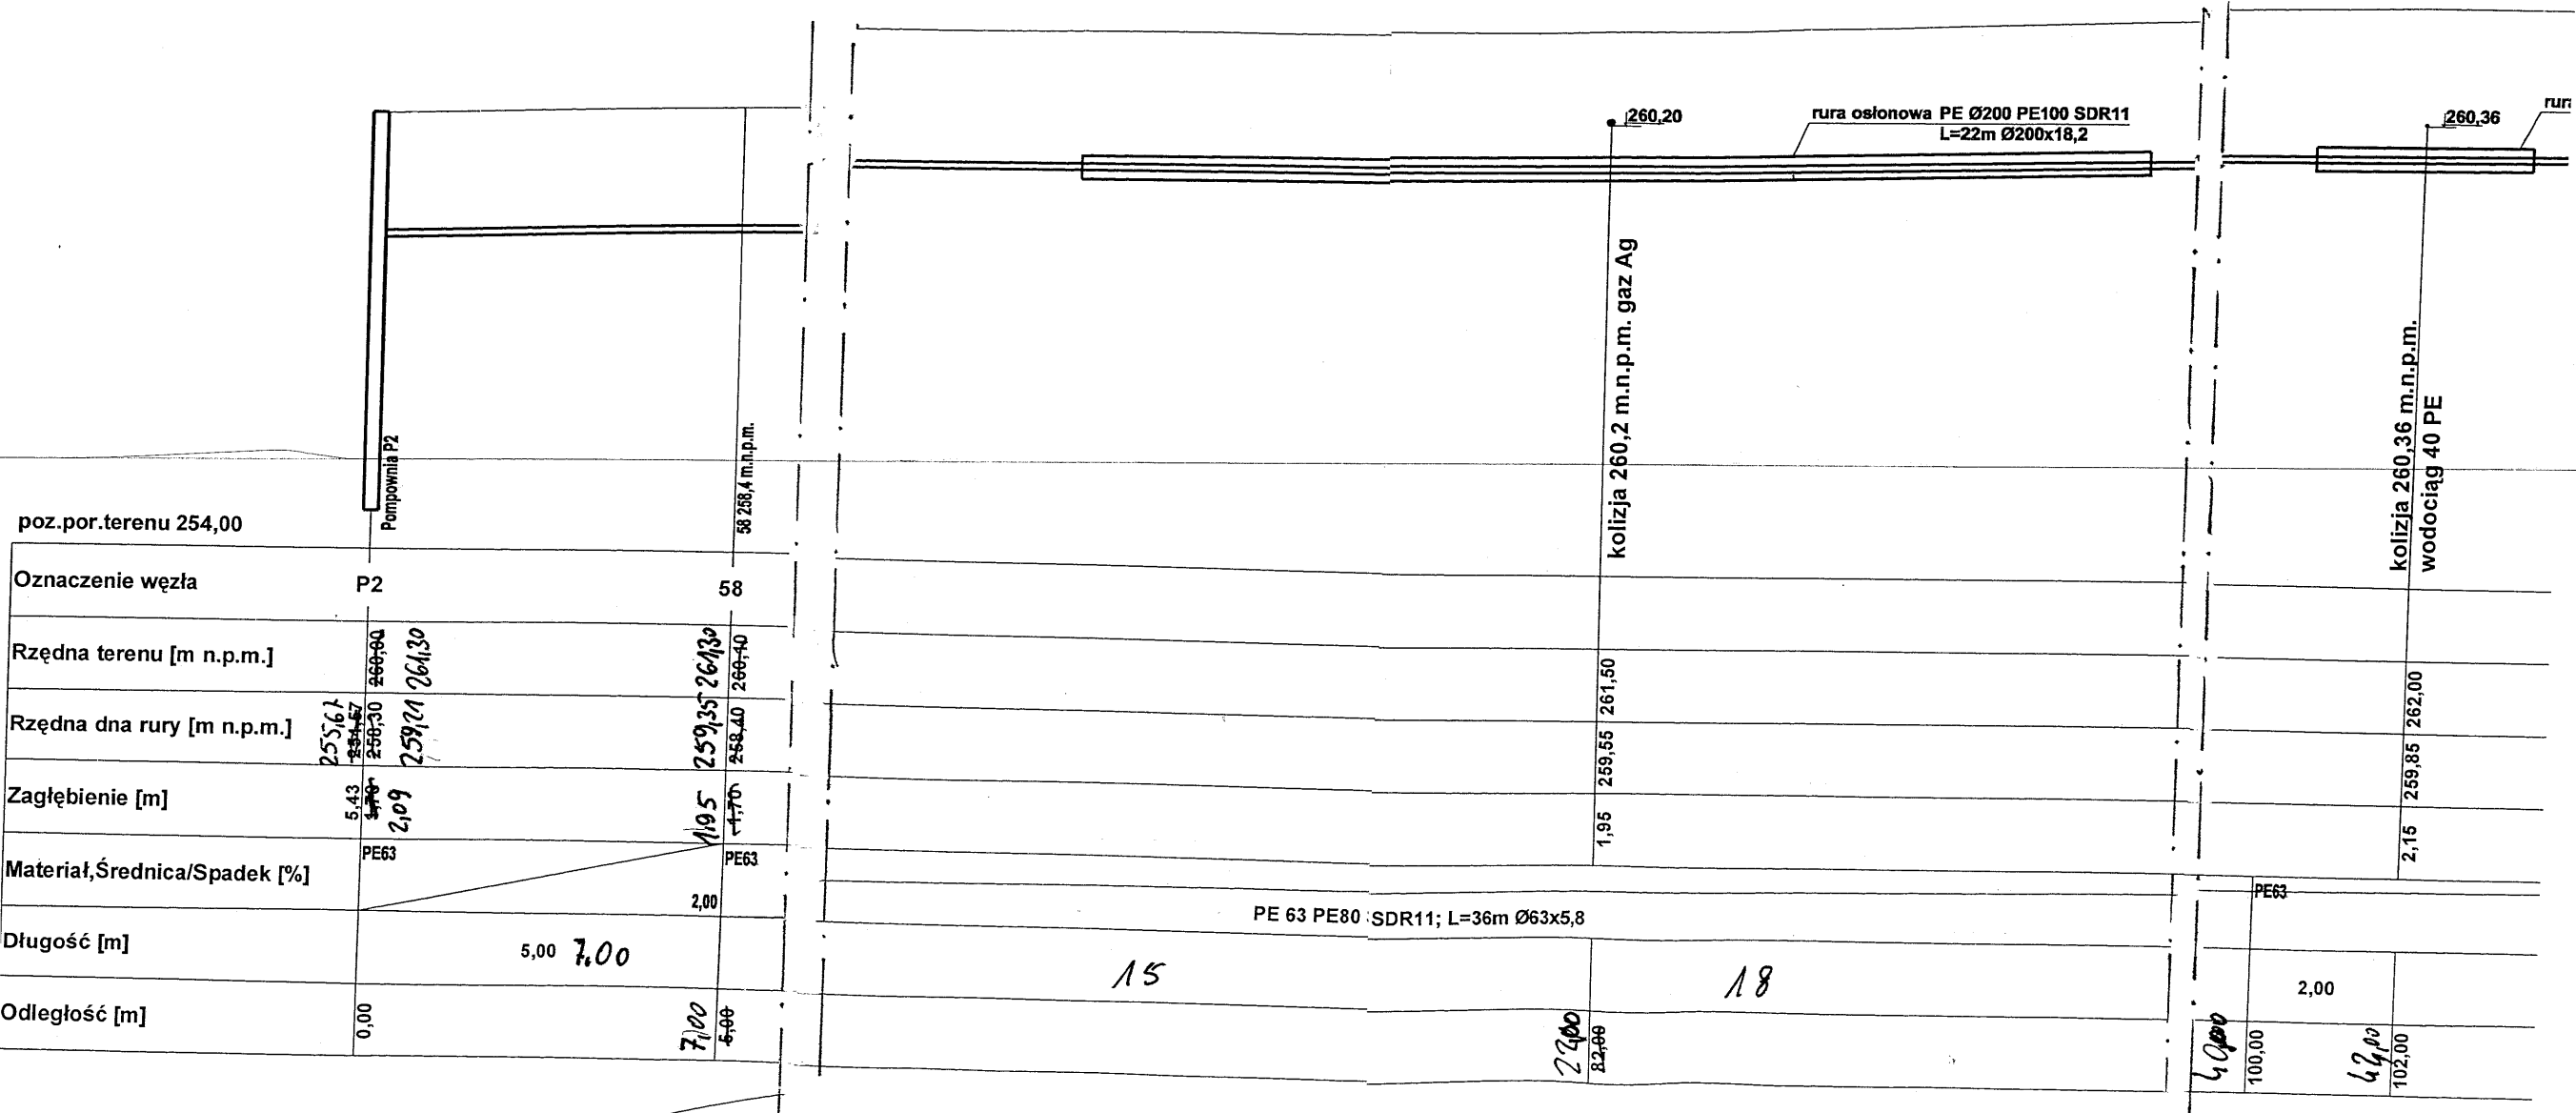 260,20
rura osłonowa PE Ø200 PE100 SDR11
L=22m Ø200x18,2
260,36
Pompownia P2
58 258,4 m.n.p.m.
kolizja 260,2 m.n.p.m. gaz Ag
kolizja 260,36 m.n.p.m.
wodociąg 40 PE
poz.por.terenu 254,00
Oznaczenie węzła P2 58
Rzędna terenu [m n.p.m.] 260,00 261,30 261,30 260,10 261,50 262,00
Rzędna dna rury [m n.p.m.] 255,67 254,57 258,30 259,21 259,35 258,40 259,55 259,85
Zagłębienie [m] 5,43 1,70 2,09 1,95 1,70 1,95 2,15
Materiał,Średnica/Spadek [%] PE63 2,00 PE63 PE63
PE 63 PE80 SDR11; L=36m Ø63x5,8
Długość [m] 5,00 7.00 15 18 2,00
Odległość [m] 0,00 7,00 5,00 22,00 82,00 40,00 100,00 42,00 102,00